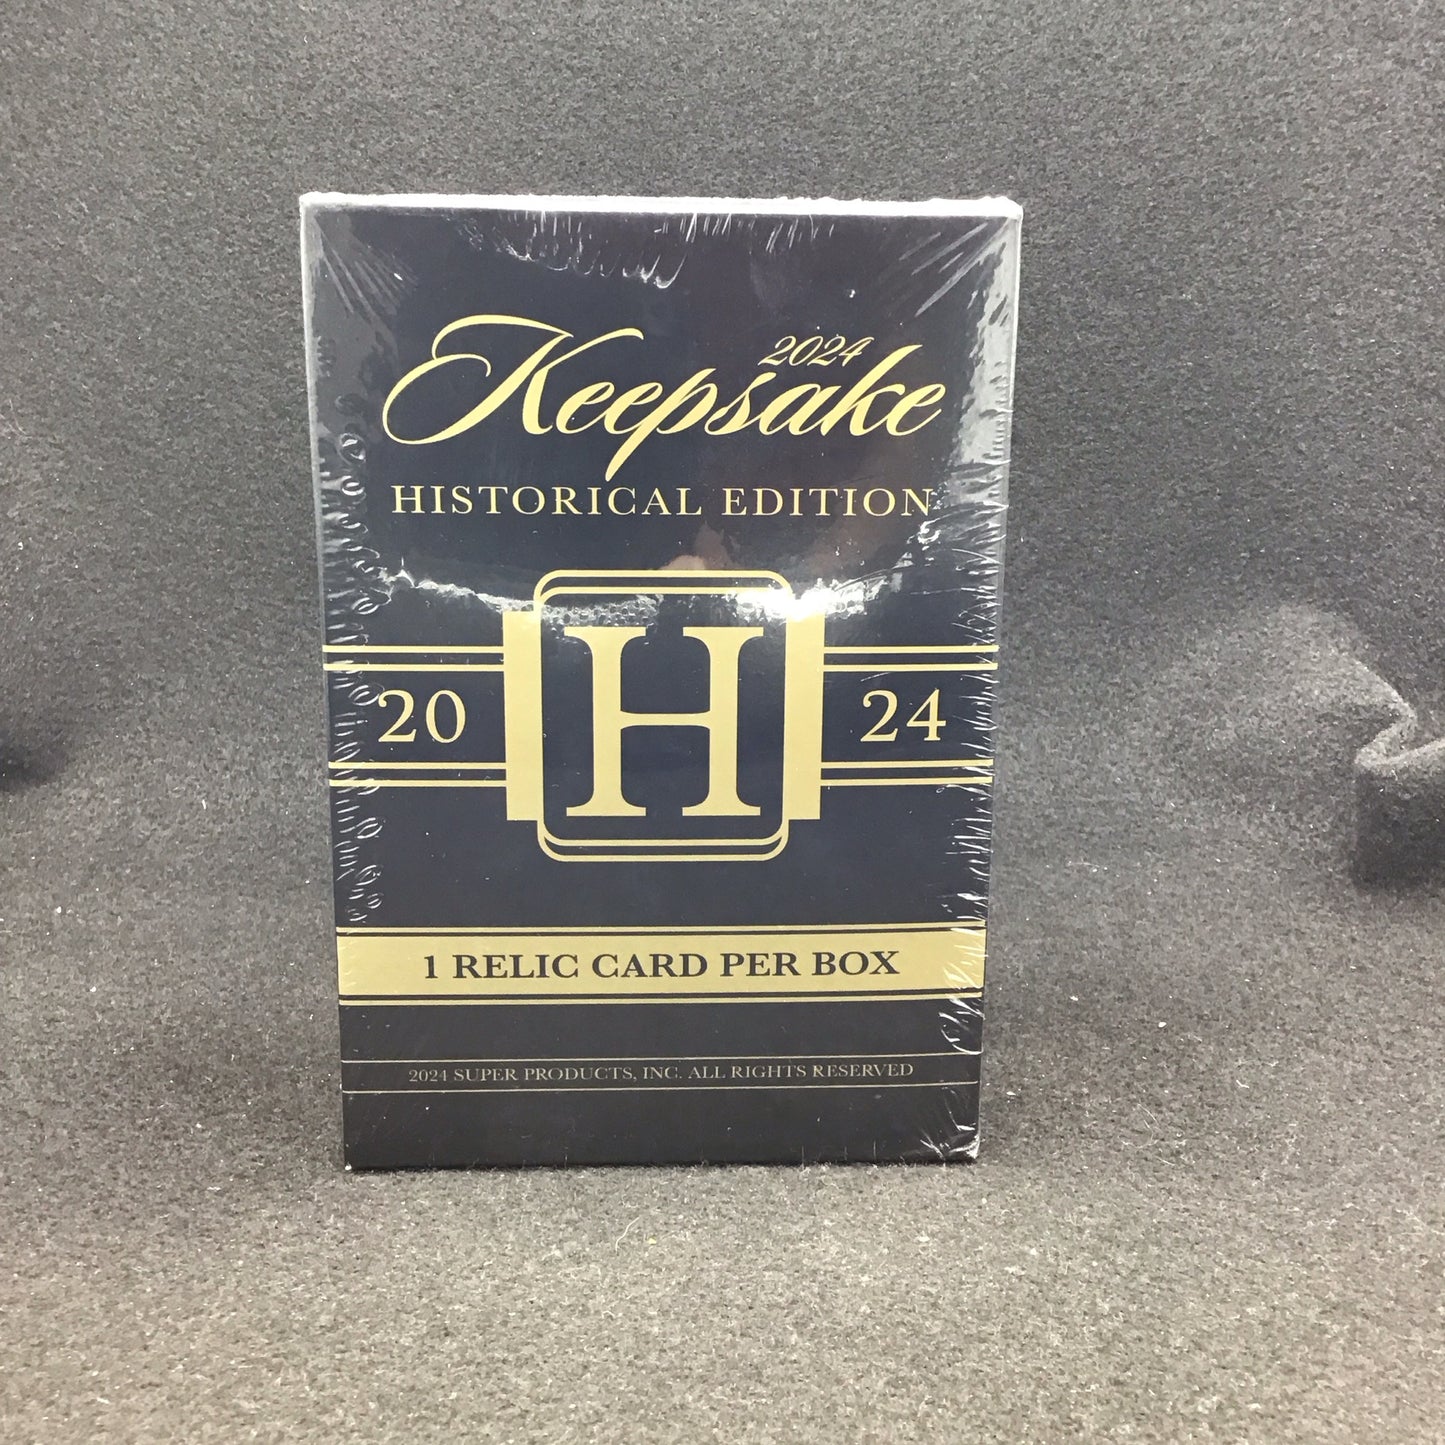 2024
Keepsake
HISTORICAL EDITION
20 H 24
1 RELIC CARD PER BOX
2024 SUPER PRODUCTS, INC. ALL RIGHTS RESERVED